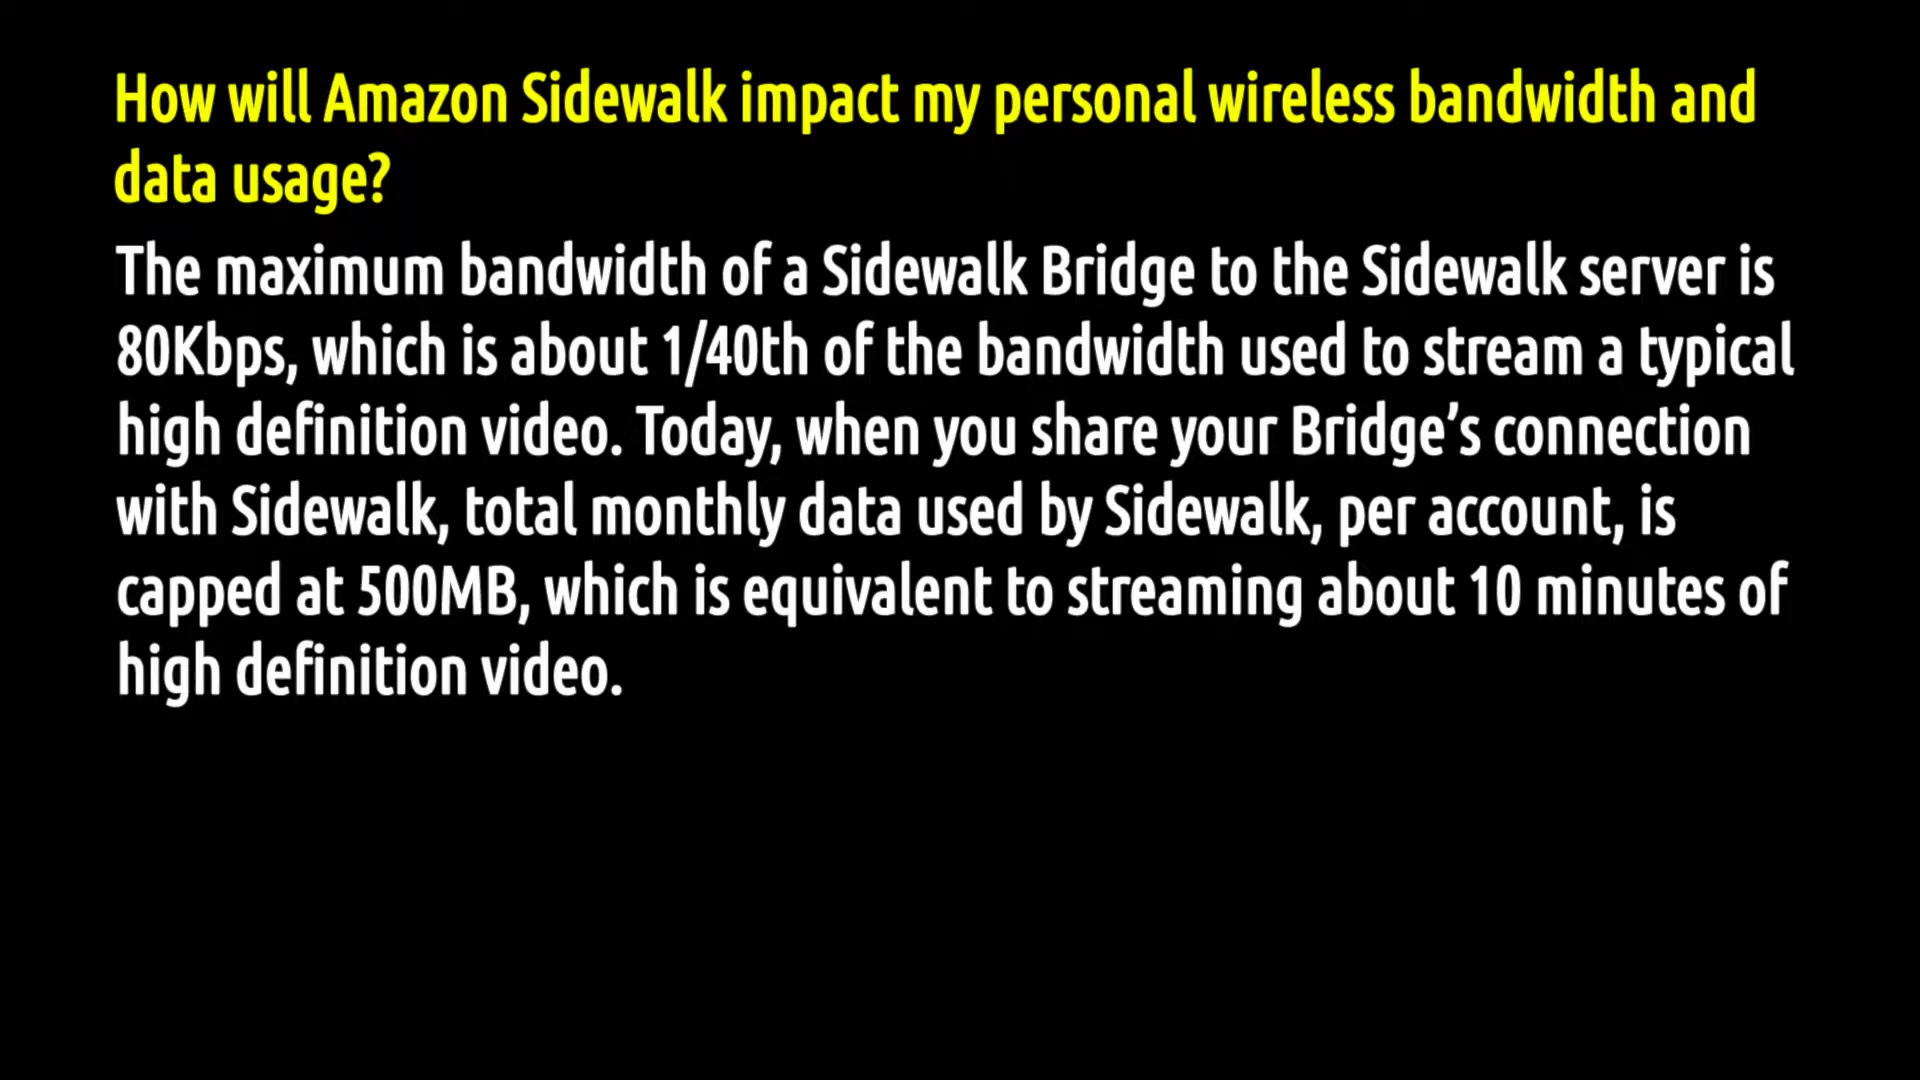 How will Amazon Sidewalk impact my personal wireless bandwidth and
data usage?
The maximum bandwidth of a Sidewalk Bridge to the Sidewalk server is
80Kbps, which is about 1/40th of the bandwidth used to stream a typical
high definition video. Today, when you share your Bridge’s connection
with Sidewalk, total monthly data used by Sidewalk, per account, is
capped at 500MB, which is equivalent to streaming about 10 minutes of
high definition video.